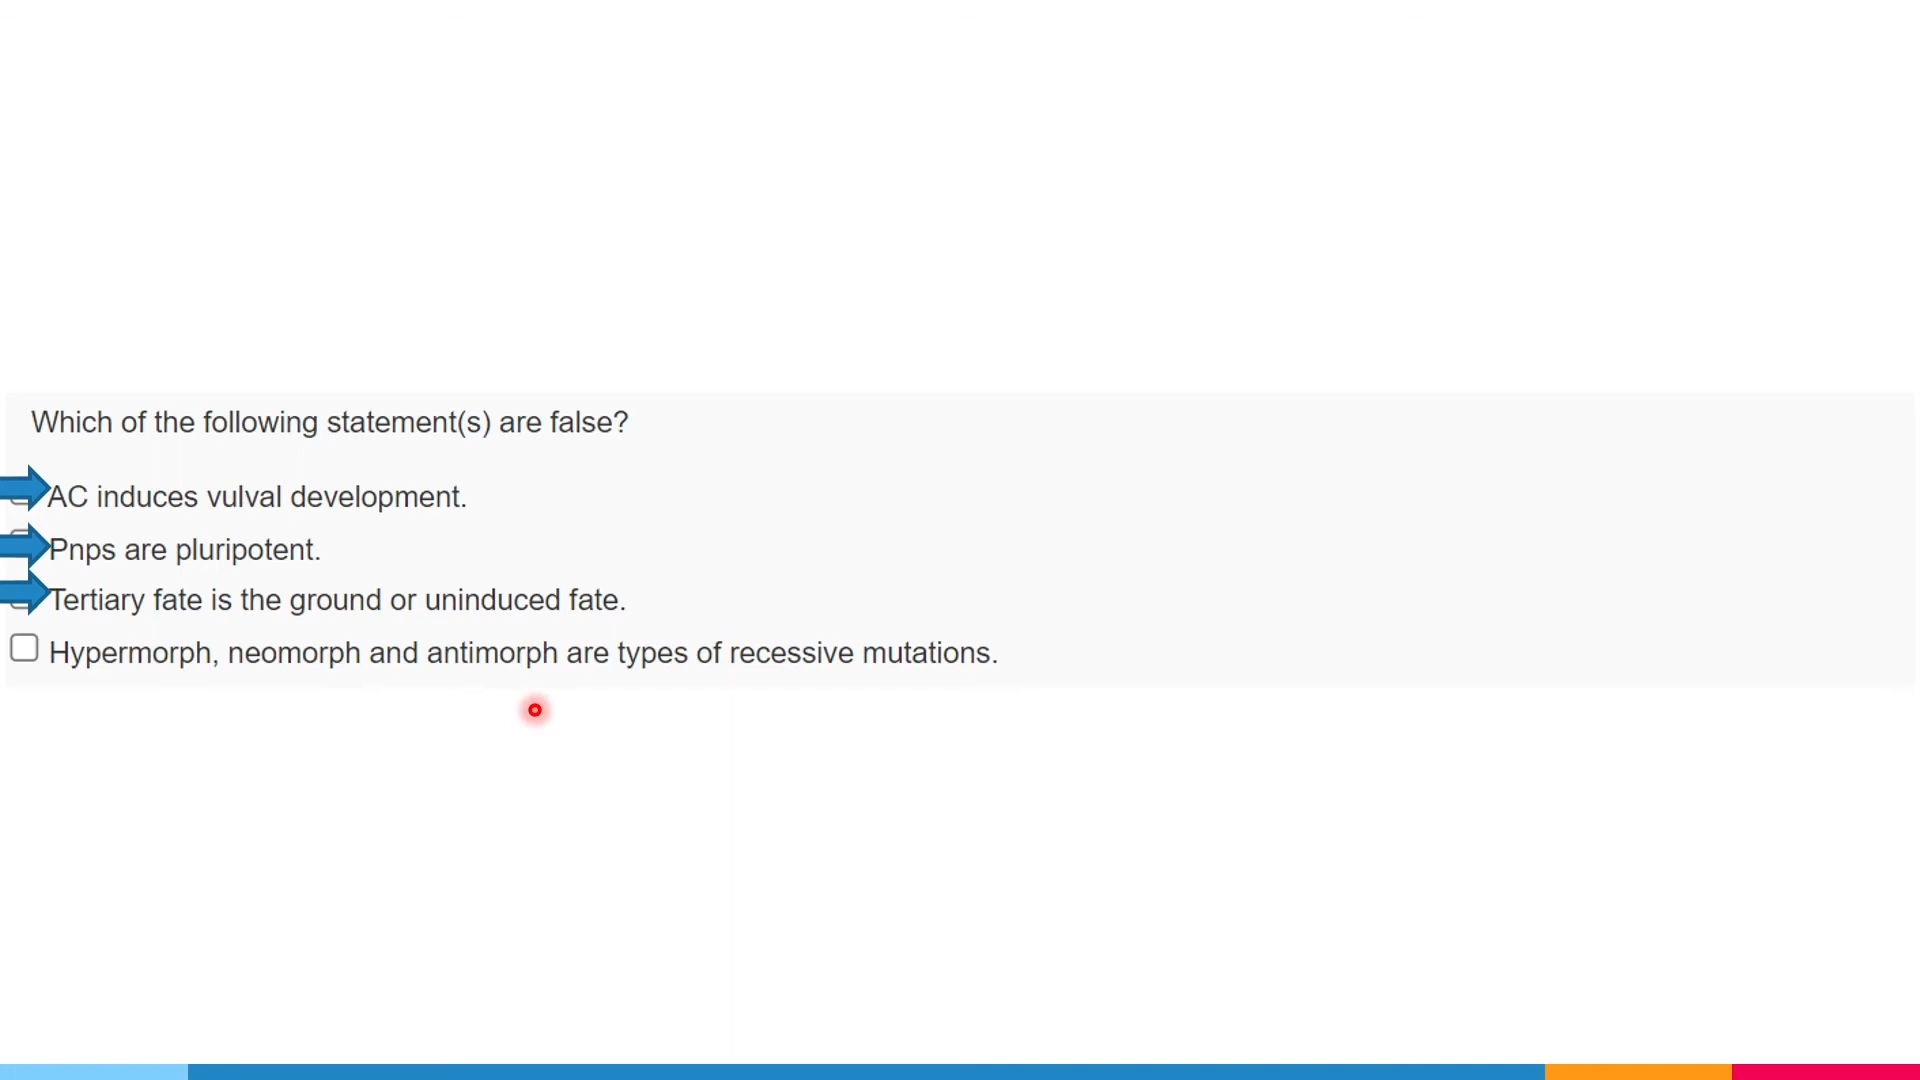 Which of the following statement(s) are false?
AC induces vulval development.
Pnps are pluripotent.
Tertiary fate is the ground or uninduced fate.
Hypermorph, neomorph and antimorph are types of recessive mutations.